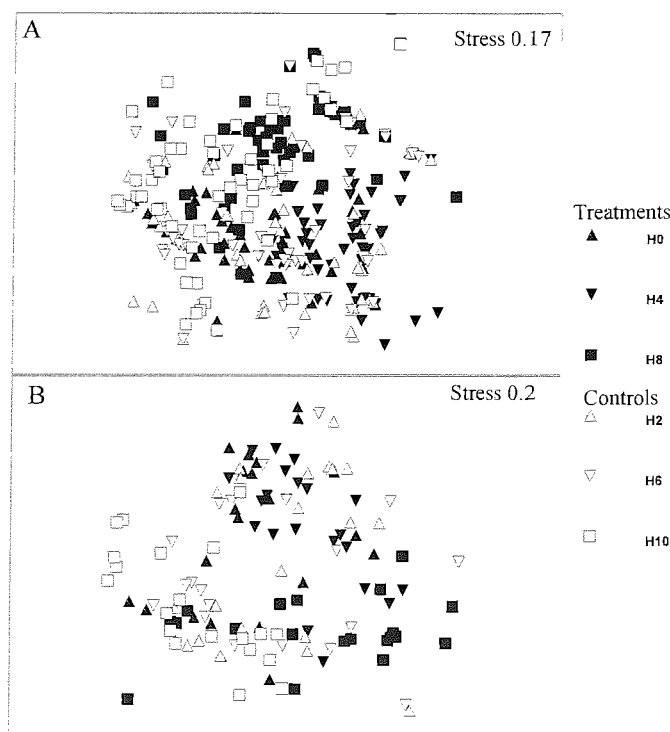 A
Stress 0.17
B
Stress 0.2
Treatments
H0
H4
H8
Controls
H2
H6
H10